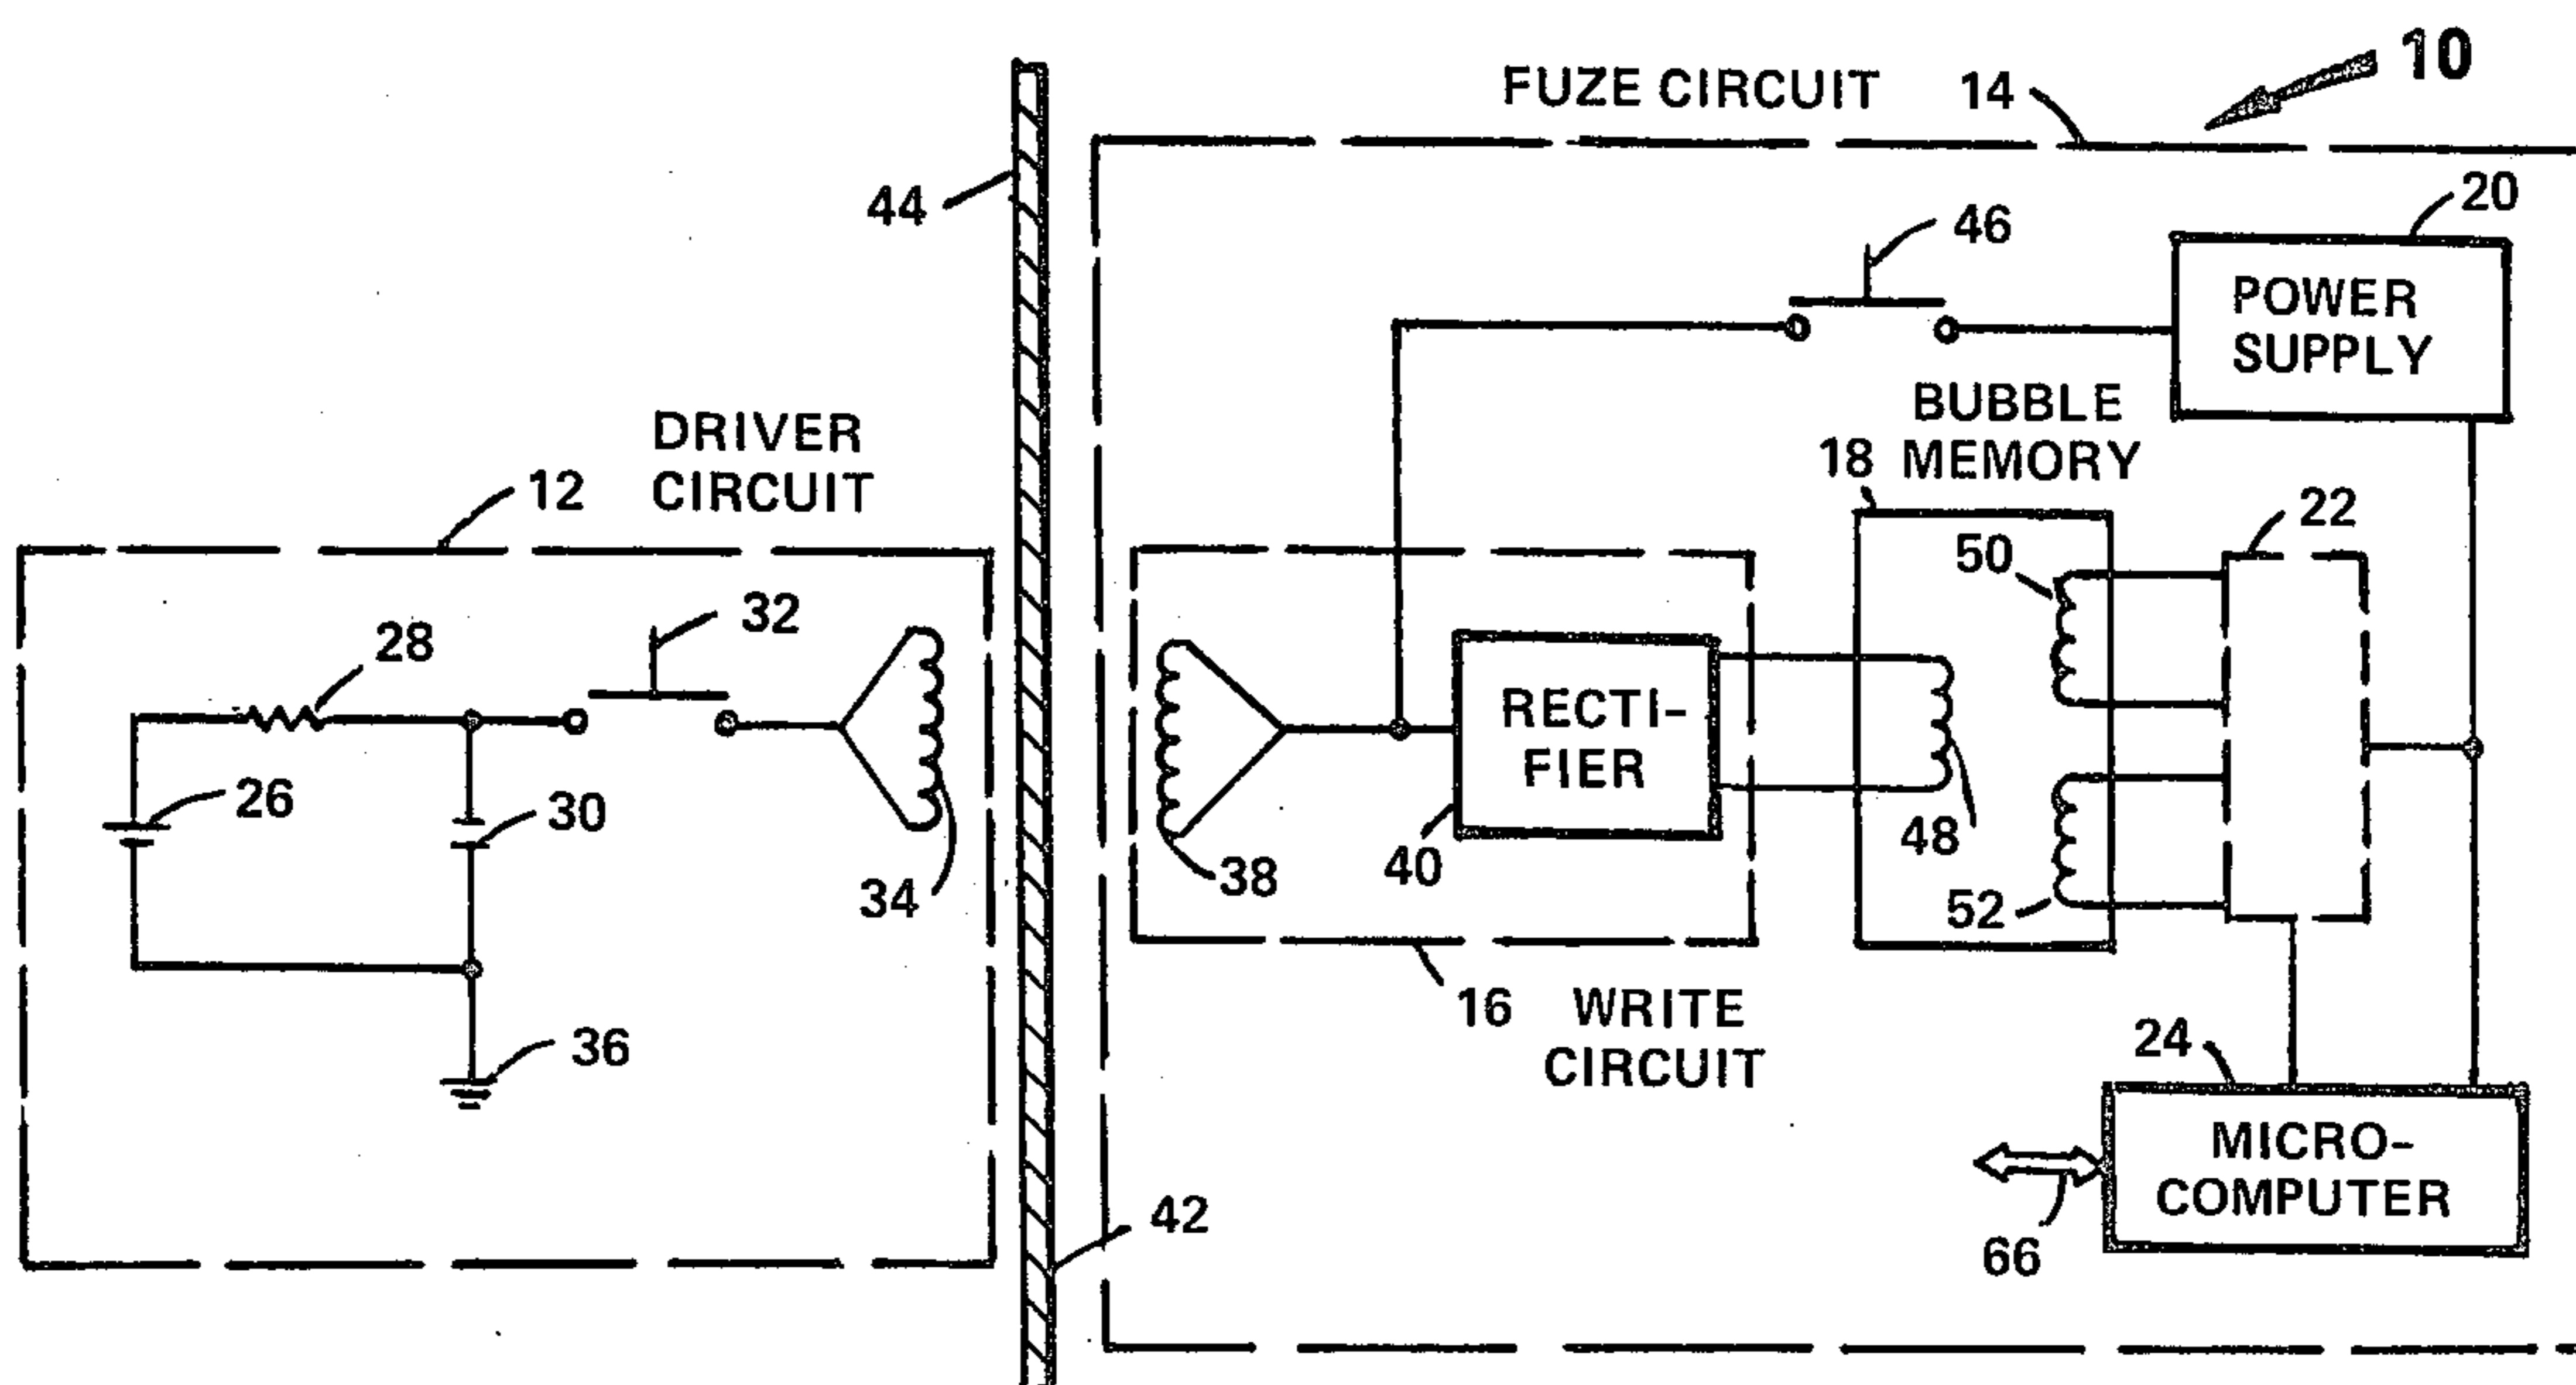 10
FUZE CIRCUIT
14
44
46
20
POWER
SUPPLY
BUBBLE
MEMORY
18
DRIVER
CIRCUIT
12
22
50
32
28
RECTI-
FIER
26
30
34
38
40
48
52
16
WRITE
CIRCUIT
36
24
MICRO-
COMPUTER
42
66